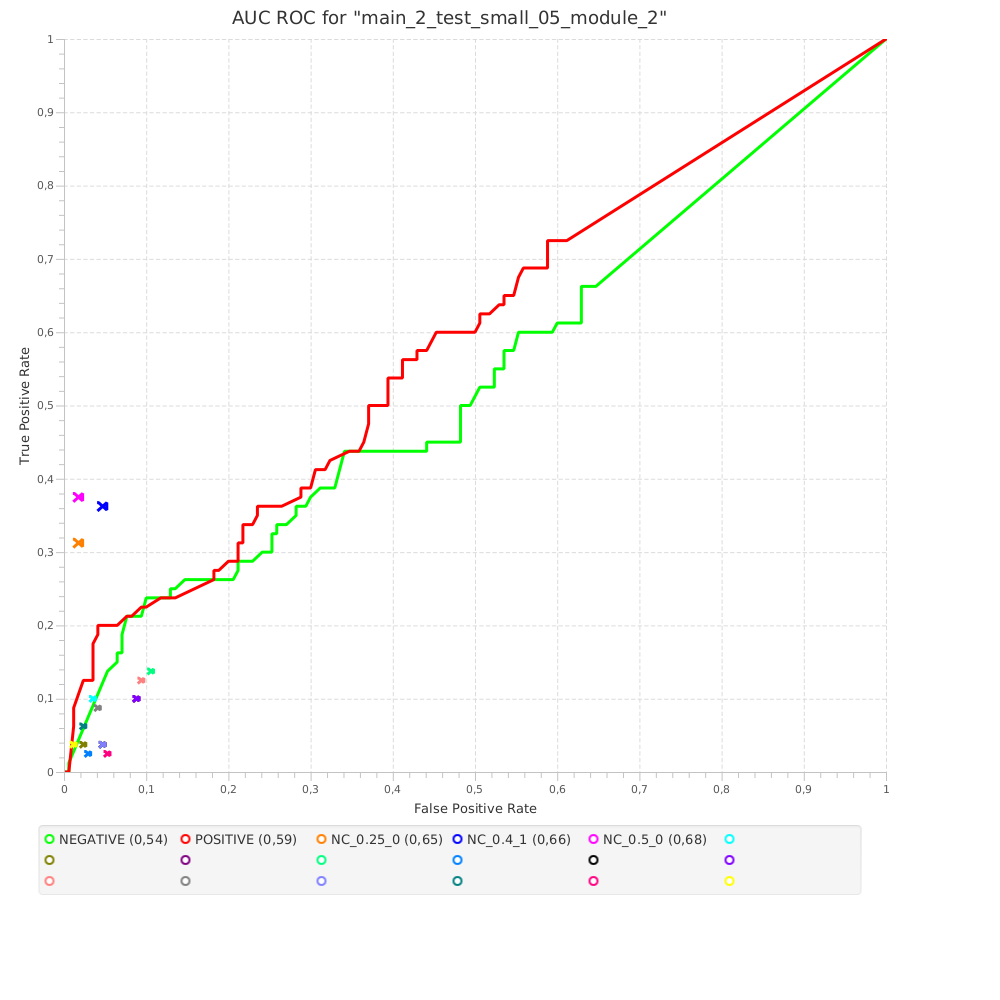 AUC ROC for "main_2_test_small_05_module_2"
1
0,9
0,8
0,7
0,6
0,5
0,4
0,3
0,2
0,1
0
True Positive Rate
0 0,1 0,2 0,3 0,4 0,5 0,6 0,7 0,8 0,9 1
False Positive Rate
NEGATIVE (0,54) POSITIVE (0,59) NC_0.25_0 (0,65) NC_0.4_1 (0,66) NC_0.5_0 (0,68)